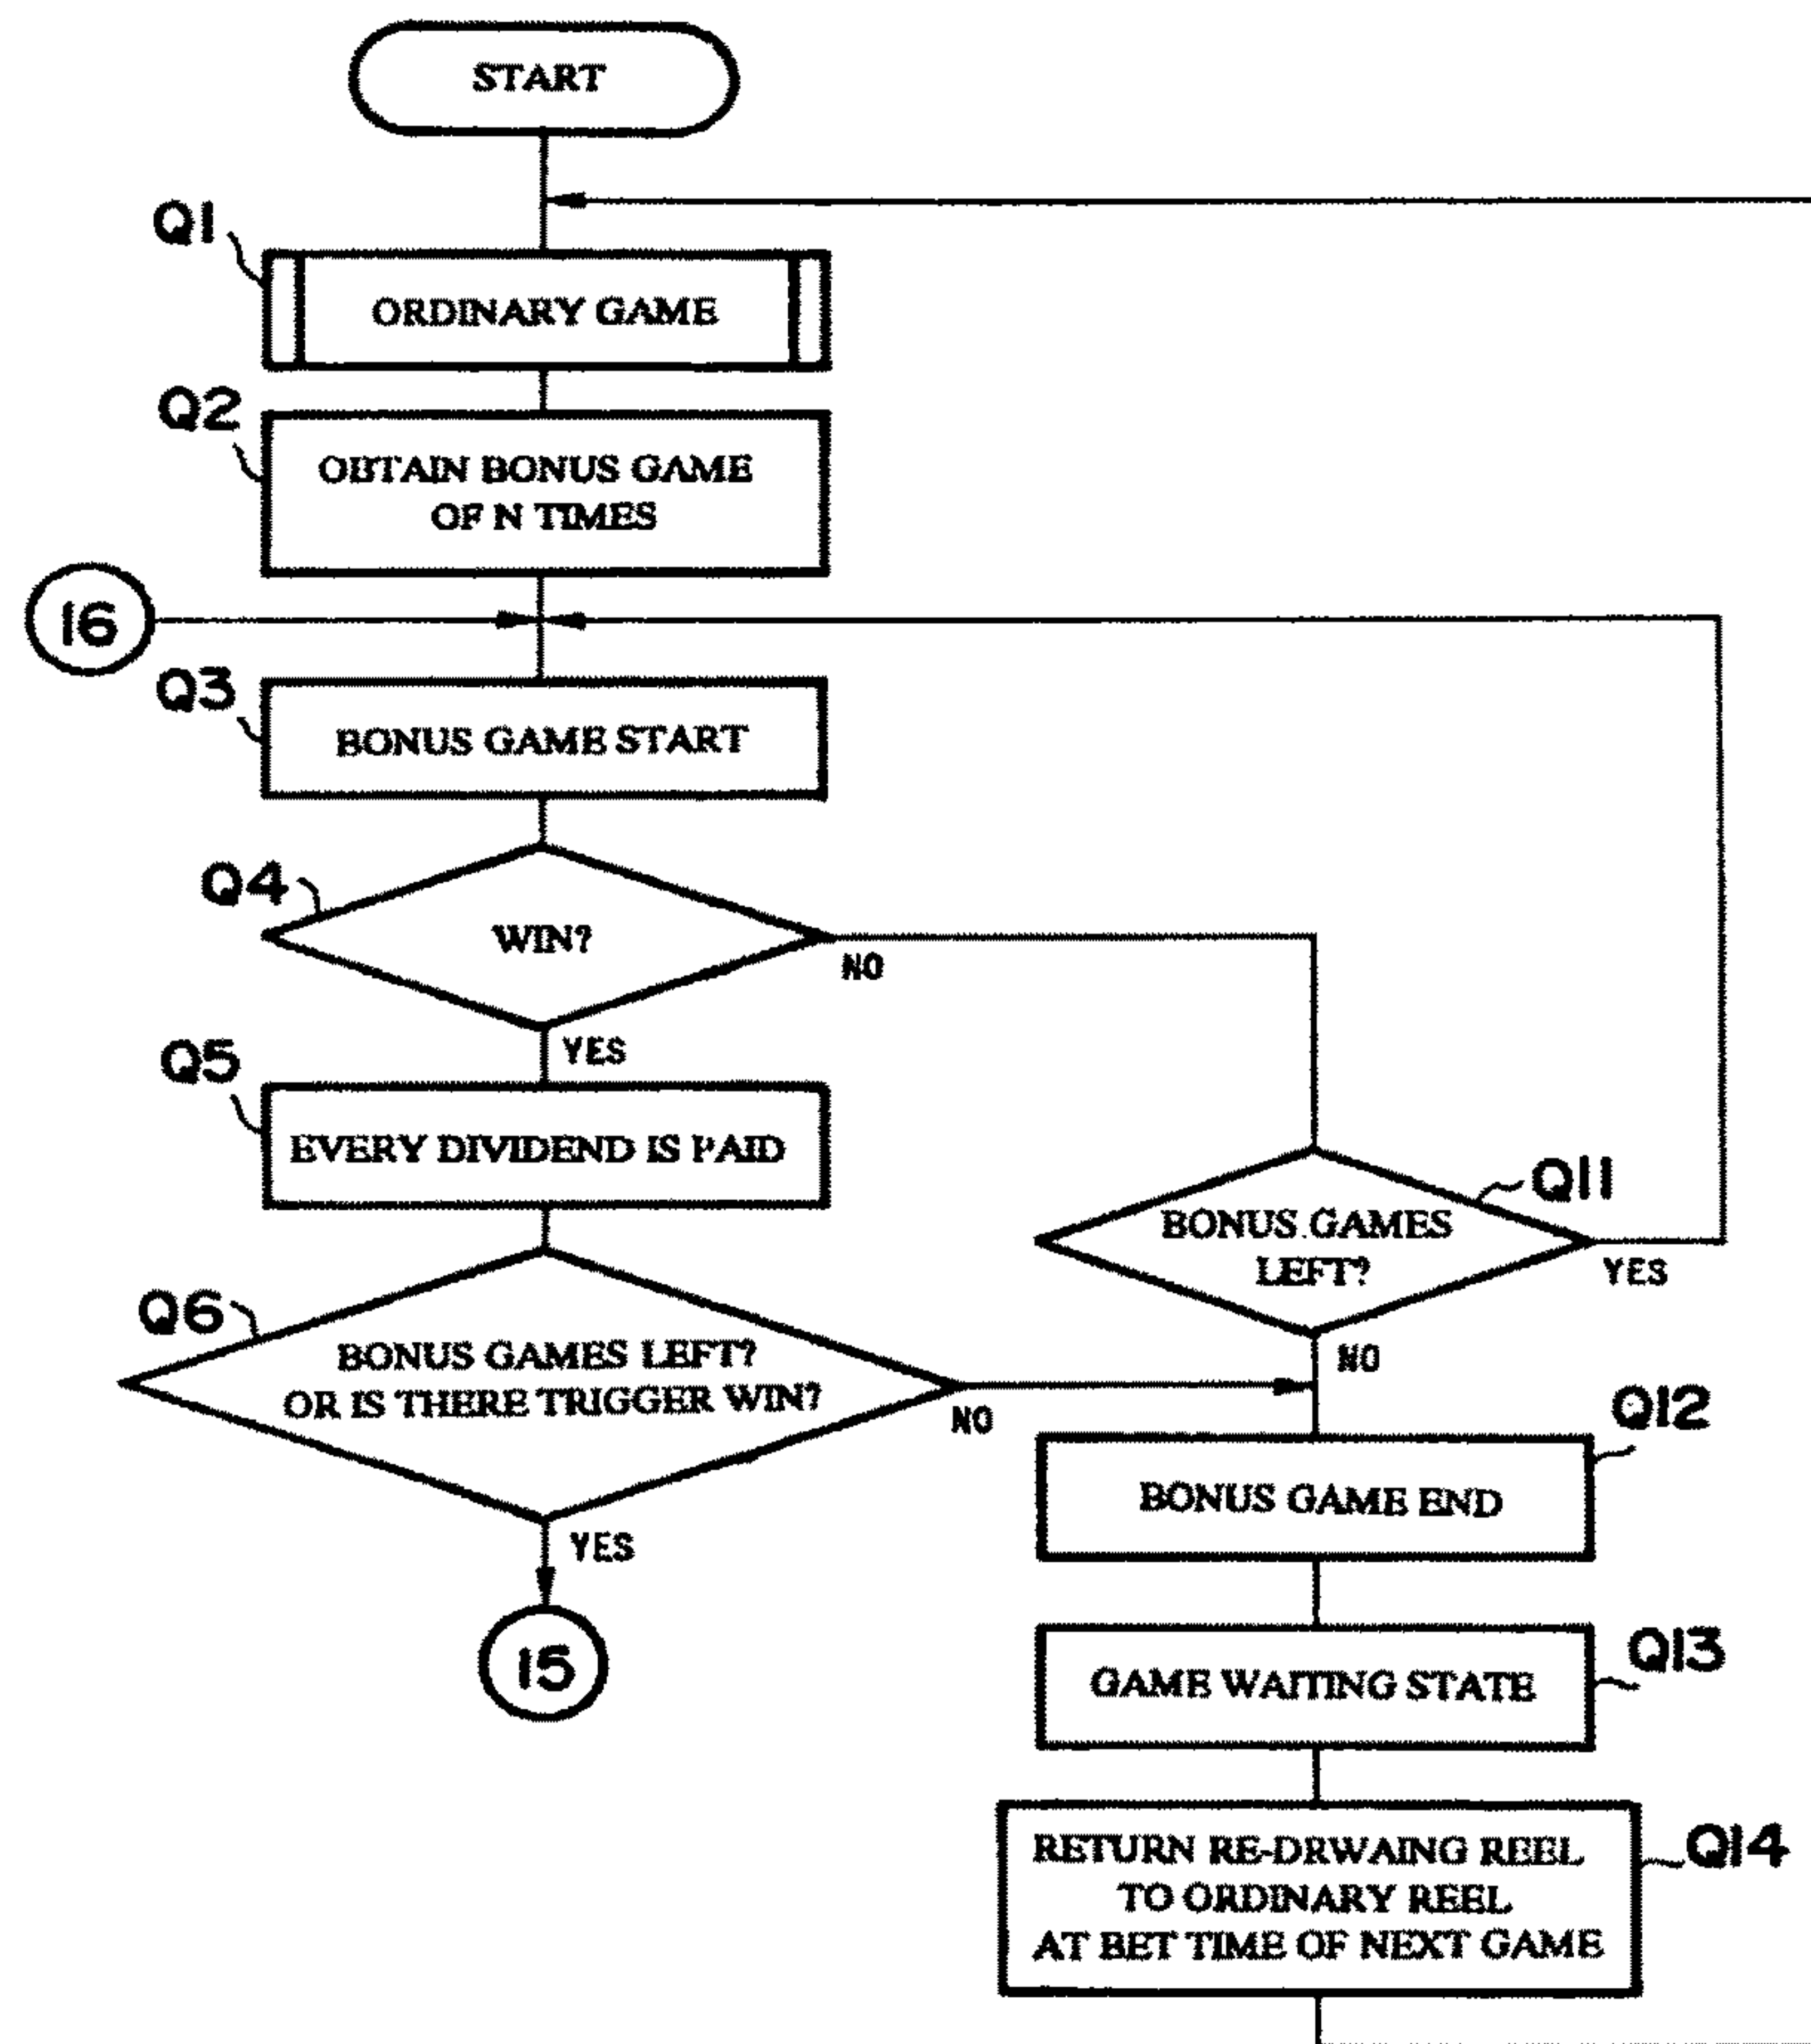 START
Q1
ORDINARY GAME
Q2
OBTAIN BONUS GAME
OF N TIMES
16
Q3
BONUS GAME START
Q4
WIN?
NO
YES
Q5
EVERY DIVIDEND IS PAID
Q11
BONUS GAMES
LEFT?
YES
NO
Q6
BONUS GAMES LEFT?
OR IS THERE TRIGGER WIN?
NO
YES
15
Q12
BONUS GAME END
Q13
GAME WAITING STATE
Q14
RETURN RE-DRWAING REEL
TO ORDINARY REEL
AT BET TIME OF NEXT GAME